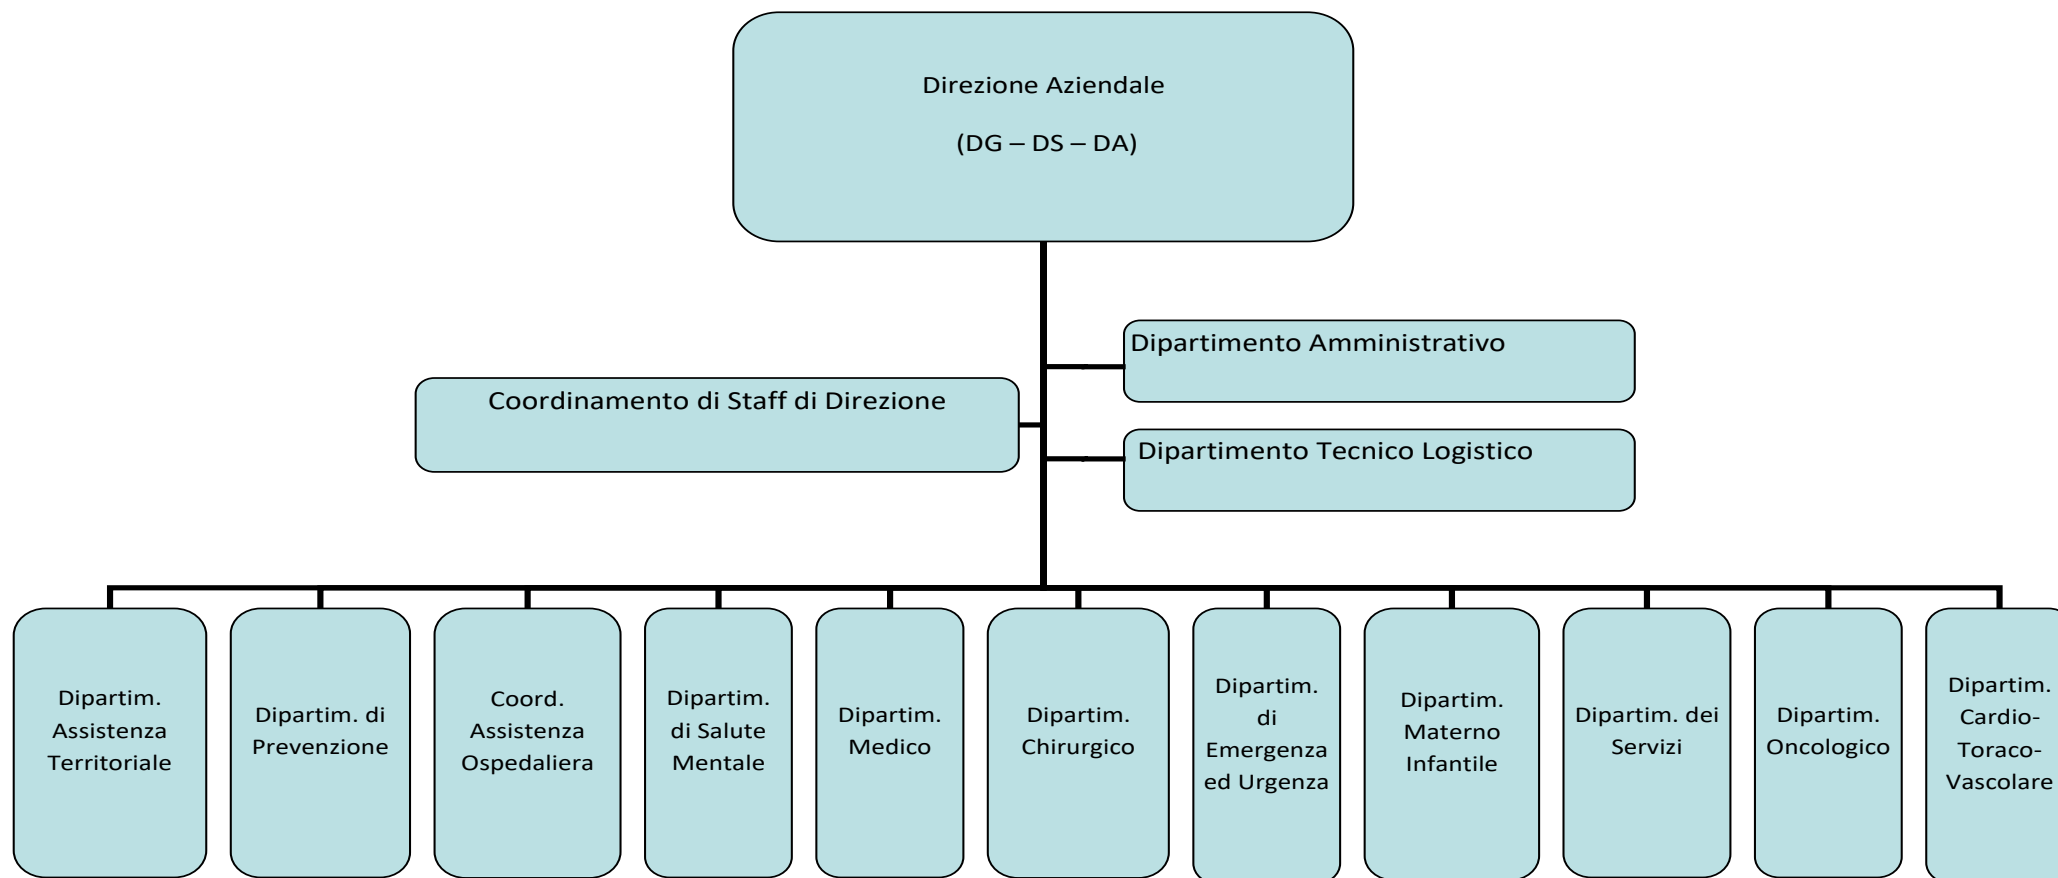 Direzione Aziendale
(DG – DS – DA)
Dipartimento Amministrativo
Coordinamento di Staff di Direzione
Dipartimento Tecnico Logistico
Dipartim.
Assistenza
Territoriale
Dipartim. di
Prevenzione
Coord.
Assistenza
Ospedaliera
Dipartim.
di Salute
Mentale
Dipartim.
Medico
Dipartim.
Chirurgico
Dipartim.
di
Emergenza
ed Urgenza
Dipartim.
Materno
Infantile
Dipartim. dei
Servizi
Dipartim.
Oncologico
Dipartim.
Cardio-
Toraco-
Vascolare